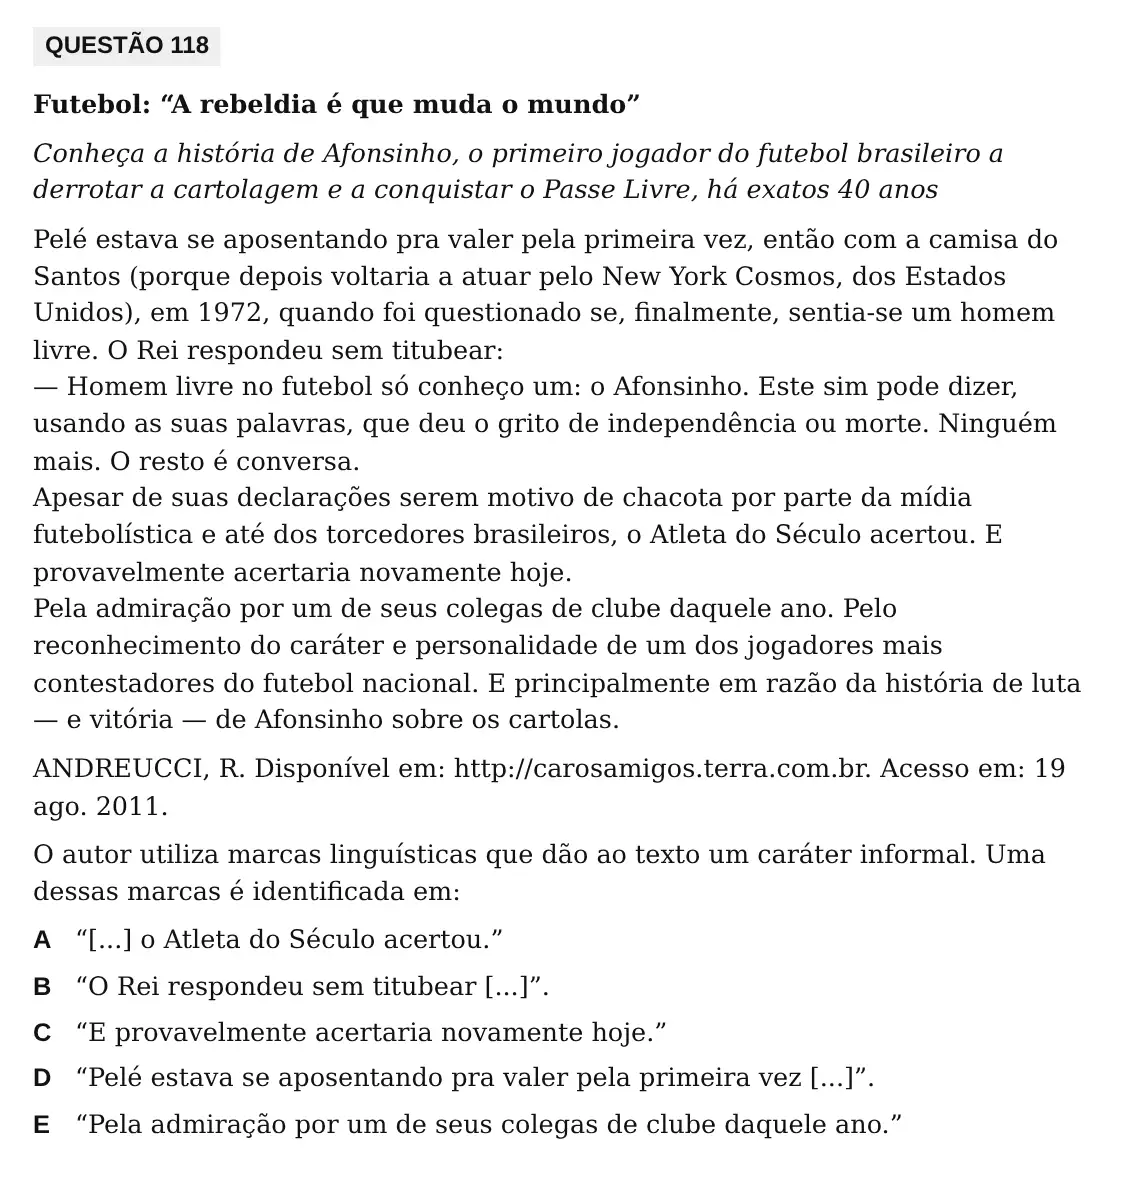 QUESTÃO 118
Futebol: “A rebeldia é que muda o mundo”
Conheça a história de Afonsinho, o primeiro jogador do futebol brasileiro a
derrotar a cartolagem e a conquistar o Passe Livre, há exatos 40 anos
Pelé estava se aposentando pra valer pela primeira vez, então com a camisa do
Santos (porque depois voltaria a atuar pelo New York Cosmos, dos Estados
Unidos), em 1972, quando foi questionado se, finalmente, sentia-se um homem
livre. O Rei respondeu sem titubear:
— Homem livre no futebol só conheço um: o Afonsinho. Este sim pode dizer,
usando as suas palavras, que deu o grito de independência ou morte. Ninguém
mais. O resto é conversa.
Apesar de suas declarações serem motivo de chacota por parte da mídia
futebolística e até dos torcedores brasileiros, o Atleta do Século acertou. E
provavelmente acertaria novamente hoje.
Pela admiração por um de seus colegas de clube daquele ano. Pelo
reconhecimento do caráter e personalidade de um dos jogadores mais
contestadores do futebol nacional. E principalmente em razão da história de luta
— e vitória — de Afonsinho sobre os cartolas.
ANDREUCCI, R. Disponível em: http://carosamigos.terra.com.br. Acesso em: 19
ago. 2011.
O autor utiliza marcas linguísticas que dão ao texto um caráter informal. Uma
dessas marcas é identificada em:
A “[...] o Atleta do Século acertou.”
B “O Rei respondeu sem titubear [...]”.
C “E provavelmente acertaria novamente hoje.”
D “Pelé estava se aposentando pra valer pela primeira vez [...]”.
E “Pela admiração por um de seus colegas de clube daquele ano.”